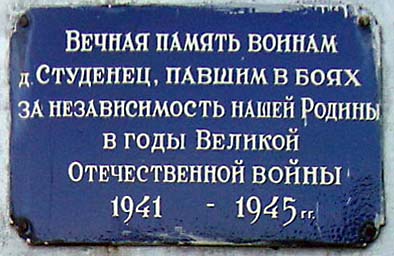 Вечная память воинам
д. Студенец, павшим в боях
за независимость нашей Родины
в годы Великой
Отечественной войны
1941 - 1945 гг.